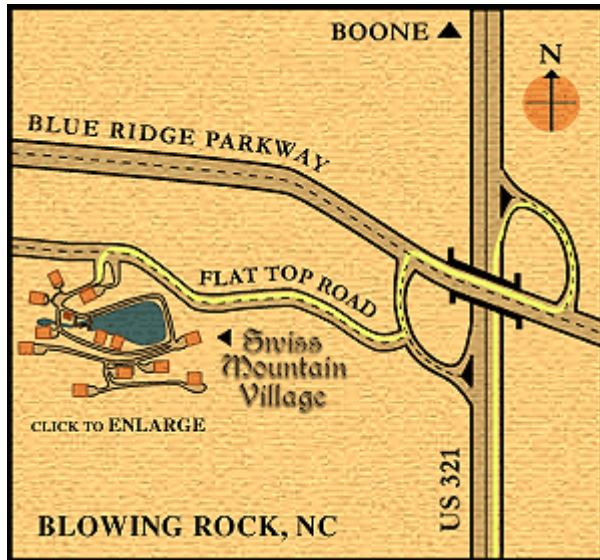 BOONE
N
BLUE RIDGE PARKWAY
FLAT TOP ROAD
Swiss
Mountain
Village
CLICK TO ENLARGE
US 321
BLOWING ROCK, NC